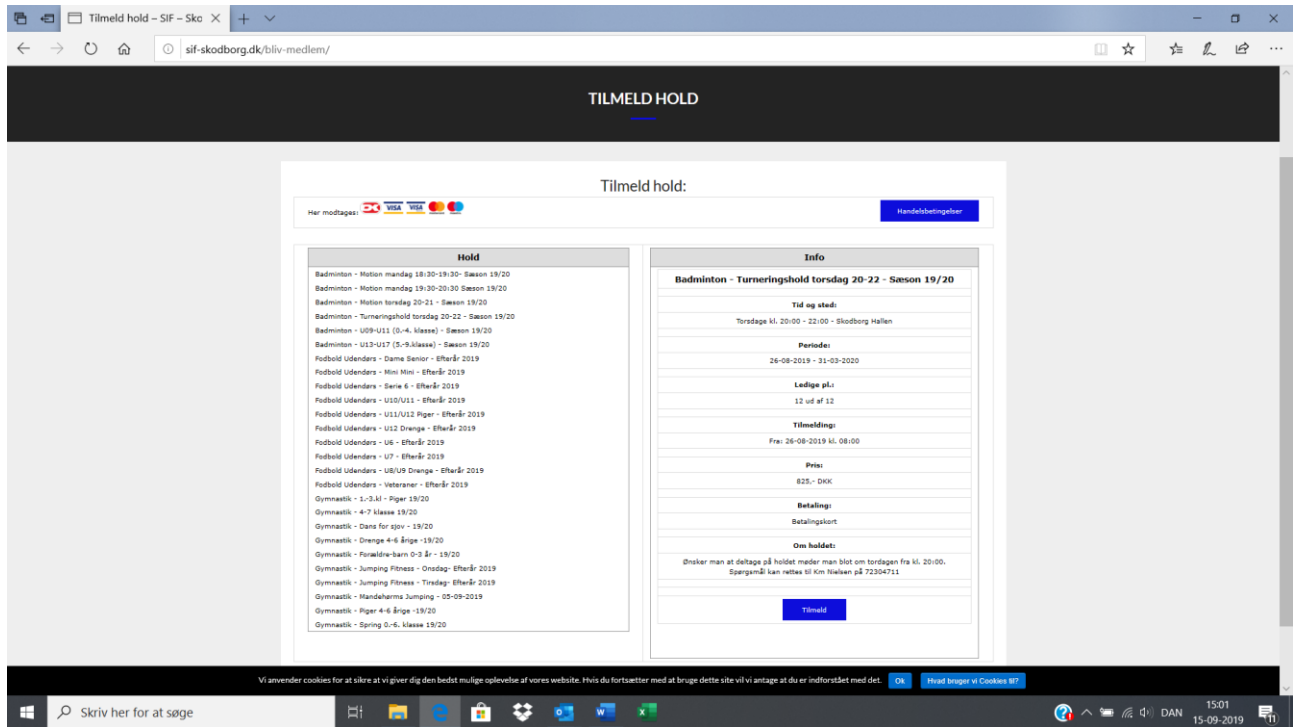 Tilmeld hold – SIF – Sko
sif-skodborg.dk/bliv-medlem/
TILMELD HOLD
Tilmeld hold:
Her modtages: VISA VISA
Handelsbetingelser
Hold
Badminton - Motion mandag 18:30-19:30- Sæson 19/20
Badminton - Motion mandag 19:30-20:30 Sæson 19/20
Badminton - Motion torsdag 20-21 - Sæson 19/20
Badminton - Turneringshold torsdag 20-22 - Sæson 19/20
Badminton - U09-U11 (0.-4. klasse) - Sæson 19/20
Badminton - U13-U17 (5.-9.klasse) - Sæson 19/20
Fodbold Udendørs - Dame Senior - Efterår 2019
Fodbold Udendørs - Mini Mini - Efterår 2019
Fodbold Udendørs - Serie 6 - Efterår 2019
Fodbold Udendørs - U10/U11 - Efterår 2019
Fodbold Udendørs - U11/U12 Piger - Efterår 2019
Fodbold Udendørs - U12 Drenge - Efterår 2019
Fodbold Udendørs - U6 - Efterår 2019
Fodbold Udendørs - U7 - Efterår 2019
Fodbold Udendørs - U8/U9 Drenge - Efterår 2019
Fodbold Udendørs - Veteraner - Efterår 2019
Gymnastik - 1.-3.kl - Piger 19/20
Gymnastik - 4-7 klasse 19/20
Gymnastik - Dans for sjov - 19/20
Gymnastik - Drenge 4-6 årige -19/20
Gymnastik - Forældre-barn 0-3 år - 19/20
Gymnastik - Jumping Fitness - Onsdag- Efterår 2019
Gymnastik - Jumping Fitness - Tirsdag- Efterår 2019
Gymnastik - Mandehørms Jumping - 05-09-2019
Gymnastik - Piger 4-6 årige -19/20
Gymnastik - Spring 0.-6. klasse 19/20
Info
Badminton - Turneringshold torsdag 20-22 - Sæson 19/20
Tid og sted:
Torsdage kl. 20:00 - 22:00 - Skodborg Hallen
Periode:
26-08-2019 - 31-03-2020
Ledige pl.:
12 ud af 12
Tilmelding:
Fra: 26-08-2019 kl. 08:00
Pris:
825,- DKK
Betaling:
Betalingskort
Om holdet:
Ønsker man at deltage på holdet møder man blot om tordagen fra kl. 20:00.
Spørgsmål kan rettes til Km Nielsen på 72304711
Tilmeld
Vi anvender cookies for at sikre at vi giver dig den bedst mulige oplevelse af vores website. Hvis du fortsætter med at bruge dette site vil vi antage at du er indforstået med det. Ok Hvad bruger vi Cookies til?
Skriv her for at søge
DAN
15:01
15-09-2019
11